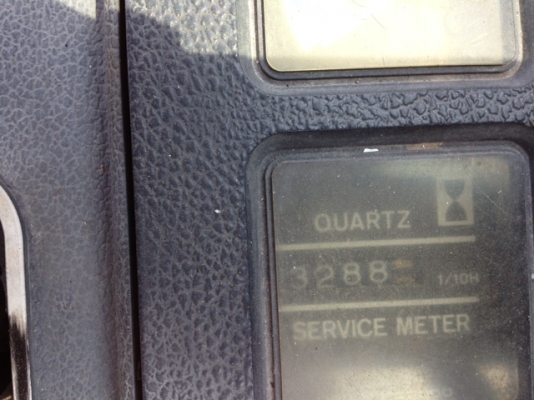 QUARTZ
3288 1/10H
SERVICE METER